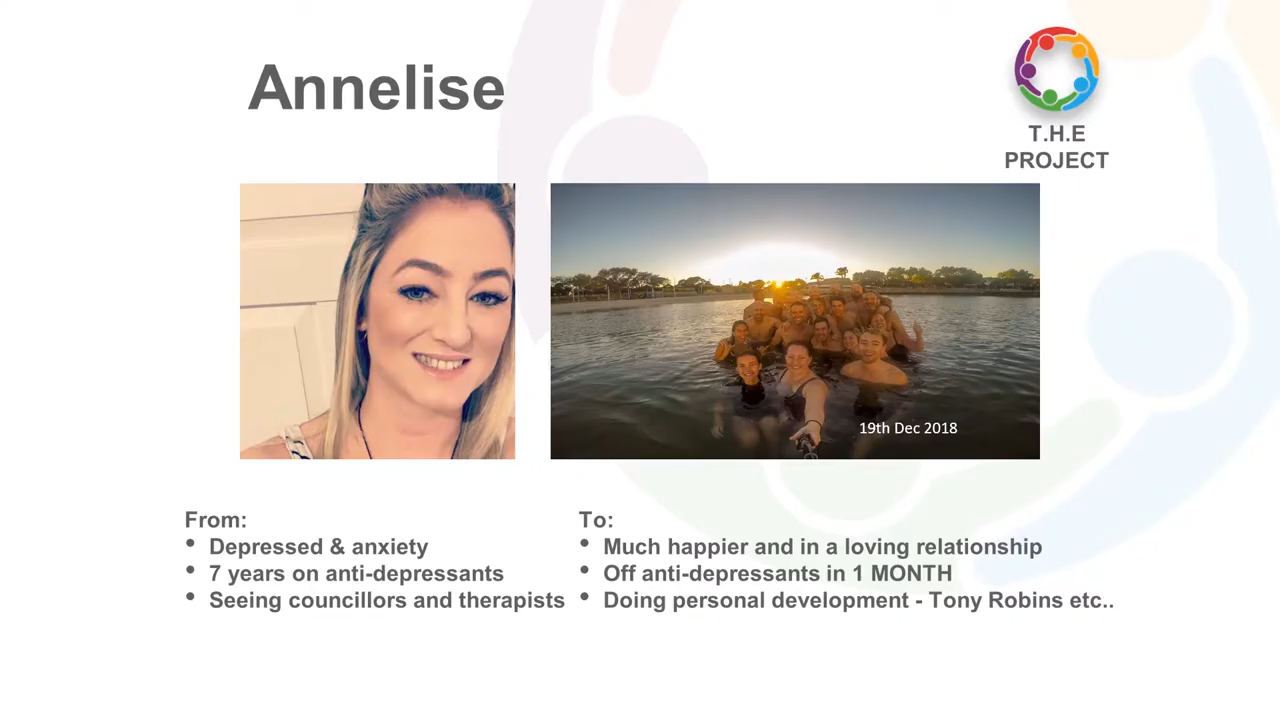 Annelise
T.H.E
PROJECT
19th Dec 2018
From:
• Depressed & anxiety
• 7 years on anti-depressants
• Seeing councillors and therapists
To:
• Much happier and in a loving relationship
• Off anti-depressants in 1 MONTH
• Doing personal development - Tony Robins etc..